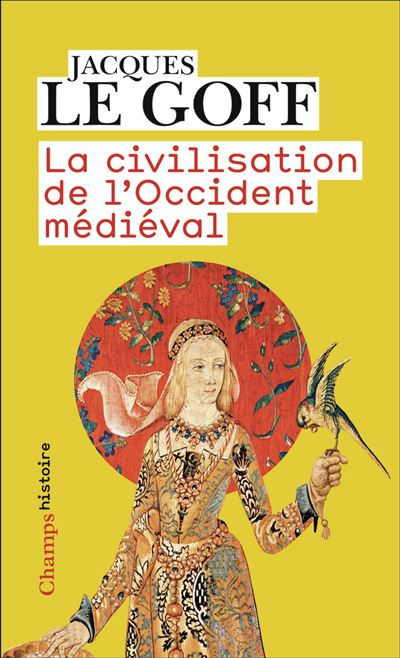 JACQUES
LE GOFF
La civilisation
de l'Occident
médiéval
Champs histoire